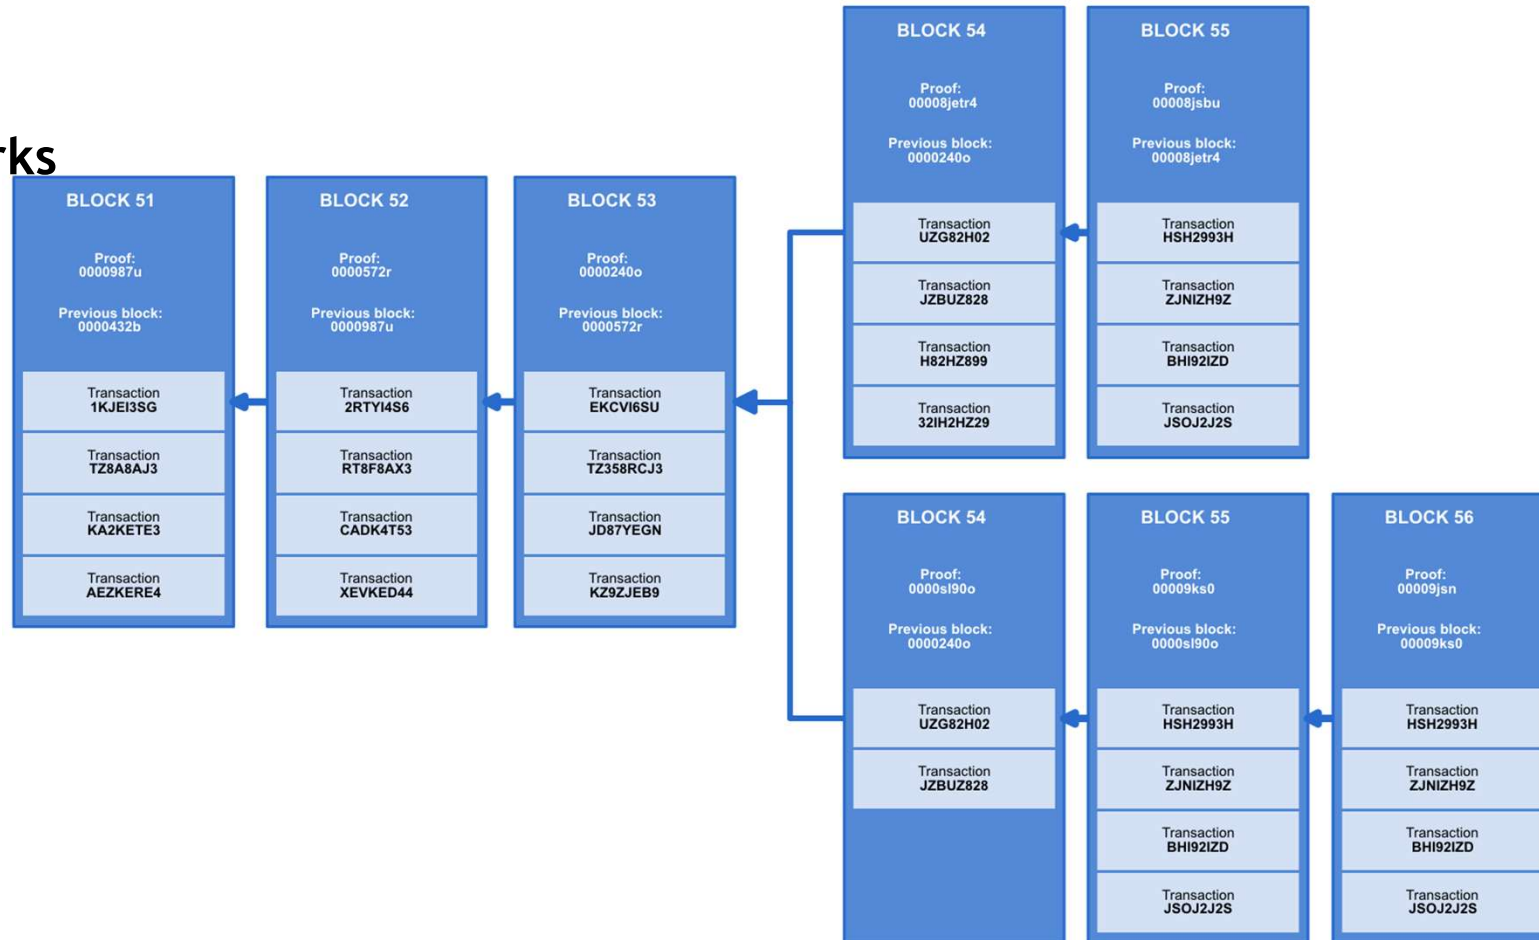 rks
BLOCK 51
Proof:
0000987u
Previous block:
0000432b
Transaction
1KJEI3SG
Transaction
TZ8A8AJ3
Transaction
KA2KETE3
Transaction
AEZKERE4
BLOCK 52
Proof:
0000572r
Previous block:
0000987u
Transaction
2RTYI4S6
Transaction
RT8F8AX3
Transaction
CADK4T53
Transaction
XEVKED44
BLOCK 53
Proof:
0000240o
Previous block:
0000572r
Transaction
EKCVI6SU
Transaction
TZ358RCJ3
Transaction
JD87YEGN
Transaction
KZ9ZJEB9
BLOCK 54
Proof:
00008jetr4
Previous block:
0000240o
Transaction
UZG82H02
Transaction
JZBUZ828
Transaction
H82HZ899
Transaction
32IH2HZ29
BLOCK 55
Proof:
00008jsbu
Previous block:
00008jetr4
Transaction
HSH2993H
Transaction
ZJNIZH9Z
Transaction
BHI92IZD
Transaction
JSOJ2J2S
BLOCK 54
Proof:
0000sl90o
Previous block:
0000240o
Transaction
UZG82H02
Transaction
JZBUZ828
BLOCK 55
Proof:
00009ks0
Previous block:
0000sl90o
Transaction
HSH2993H
Transaction
ZJNIZH9Z
Transaction
BHI92IZD
Transaction
JSOJ2J2S
BLOCK 56
Proof:
00009jsn
Previous block:
00009ks0
Transaction
HSH2993H
Transaction
ZJNIZH9Z
Transaction
BHI92IZD
Transaction
JSOJ2J2S